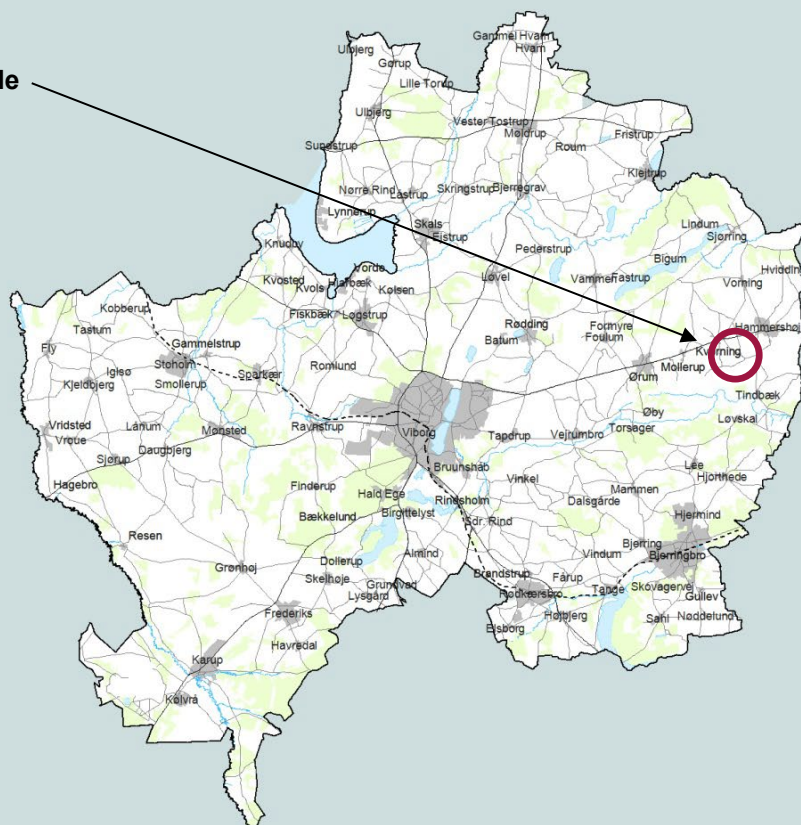 Gammel Hvam
Hvam
Ulbjerg
Gørup
Lille Torup
de
Ulbjerg
Vester Tostrup
Møldrup
Fristrup
Roum
Sundstrup
Klejtrup
Nørre Rind
Låstrup
Skringstrup
Bjerregrav
Lynnerup
Skals
Lindum
Sjørring
Eistrup
Knudby
Pederstrup
Bigum
Vorde
Hviddin
Kvosted
Kvols
Hjarbæk
Kølsen
Løvel
Vammen
Fastrup
Vorning
Kobberup
Fiskbæk
Løgstrup
Tastum
Rødding
Formyre
Hammershøj
Batum
Foulum
Fly
Gammelstrup
Kvorning
Iglsø
Stoholm
Sparkær
Romlund
Møllerup
Kjeldbjerg
Smollerup
Ørum
Tindbæk
Vridsted
Lånum
Mønsted
Ravnstrup
Viborg
Tapdrup
Vejrumbro
Torsager
Øby
Løvskal
Vroue
Daugbjerg
Sjørup
Bruunshåb
Lee
Hagebro
Finderup
Hald Ege
Rindsholm
Vinkel
Mammen
Hjorthede
Bækkelund
Birgittelyst
Dalsgårde
Hjermind
Sdr. Rind
Resen
Almind
Vindum
Bjerring
Bjerringbro
Grønhøj
Dollerup
Skelhøje
Grundvad
Brandstrup
Fårup
Lysgård
Rødkærsbro
Tange
Skovagervej
Gullev
Frederiks
Elsborg
Højbjerg
Sahl
Nøddelund
Havredal
Karup
Kølvrå